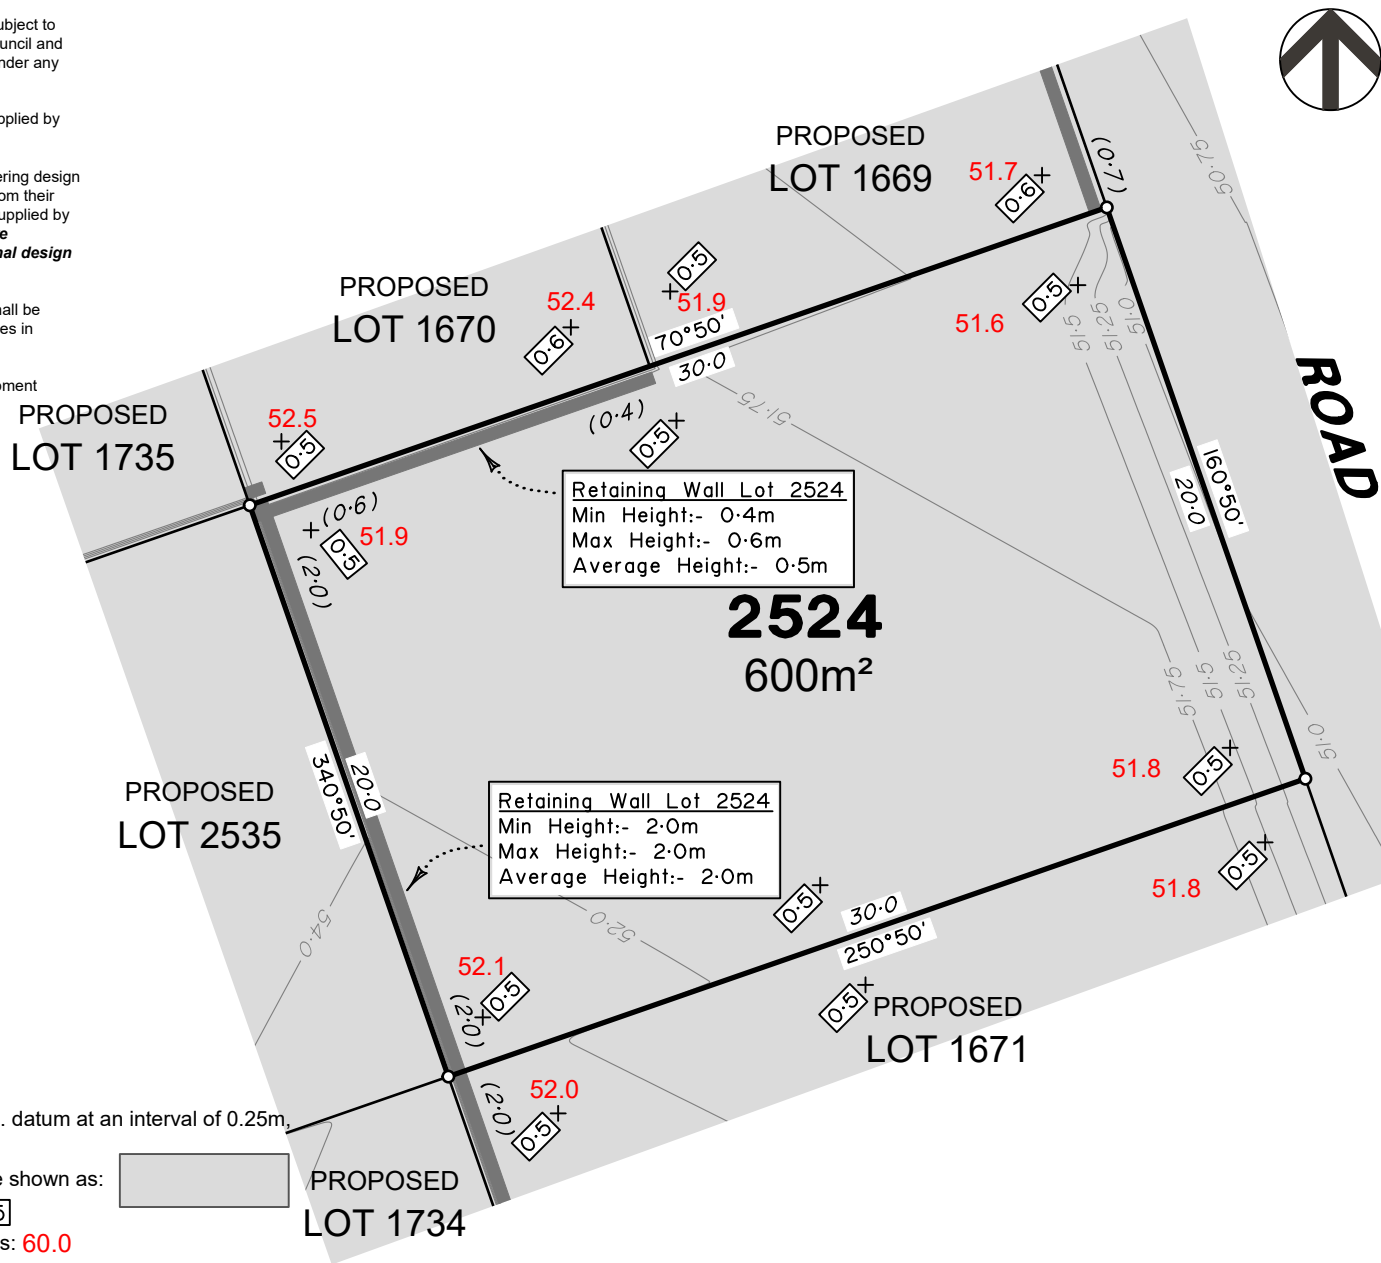 ubject to
uncil and
nder any
pplied by
ering design
om their
upplied by
e
nal design
hall be
es in
pment
PROPOSED
LOT 1669
51.7
0·6
(0.7)
50·75
PROPOSED
LOT 1670
52.4
0·6
0·5
51.9
70°50'
30·0
51.6
0·5
51·5
51·25
51·0
ROAD
PROPOSED
LOT 1735
52.5
0·5
(0.4)
0·5
51·75
160°50'
20·0
(0.6)
51.9
0·5
(2.0)
Retaining Wall Lot 2524
Min Height:- 0·4m
Max Height:- 0·6m
Average Height:- 0·5m
2524
600m²
51·75
51·5
51·25
51·0
PROPOSED
LOT 2535
340°50'
20·0
Retaining Wall Lot 2524
Min Height:- 2·0m
Max Height:- 2·0m
Average Height:- 2·0m
51.8
0·5
51.8
0·5
54·0
52·0
0·5
30·0
250°50'
52.1
0·5
(2.0)
0·5
PROPOSED
LOT 1671
52.0
(2.0)
0·5
. datum at an interval of 0.25m,
e shown as:
5
s: 60.0
PROPOSED
LOT 1734